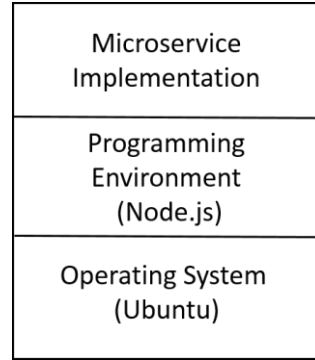 Microservice
Implementation
Programming
Environment
(Node.js)
Operating System
(Ubuntu)